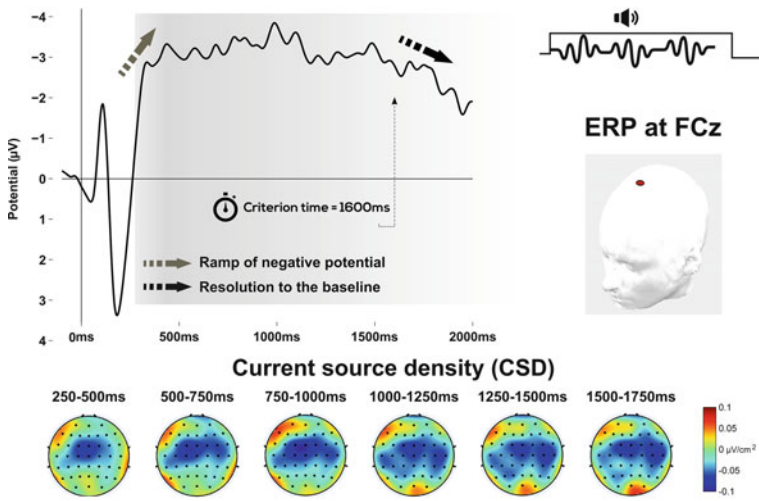 −4
−3
−2
−1
0
1
2
3
4
Potential (μV)
Criterion time = 1600ms
Ramp of negative potential
Resolution to the baseline
0ms 500ms 1000ms 1500ms 2000ms
ERP at FCz
Current source density (CSD)
250-500ms 500-750ms 750-1000ms 1000-1250ms 1250-1500ms 1500-1750ms
0.1
0.05
0 μV/cm²
-0.05
-0.1